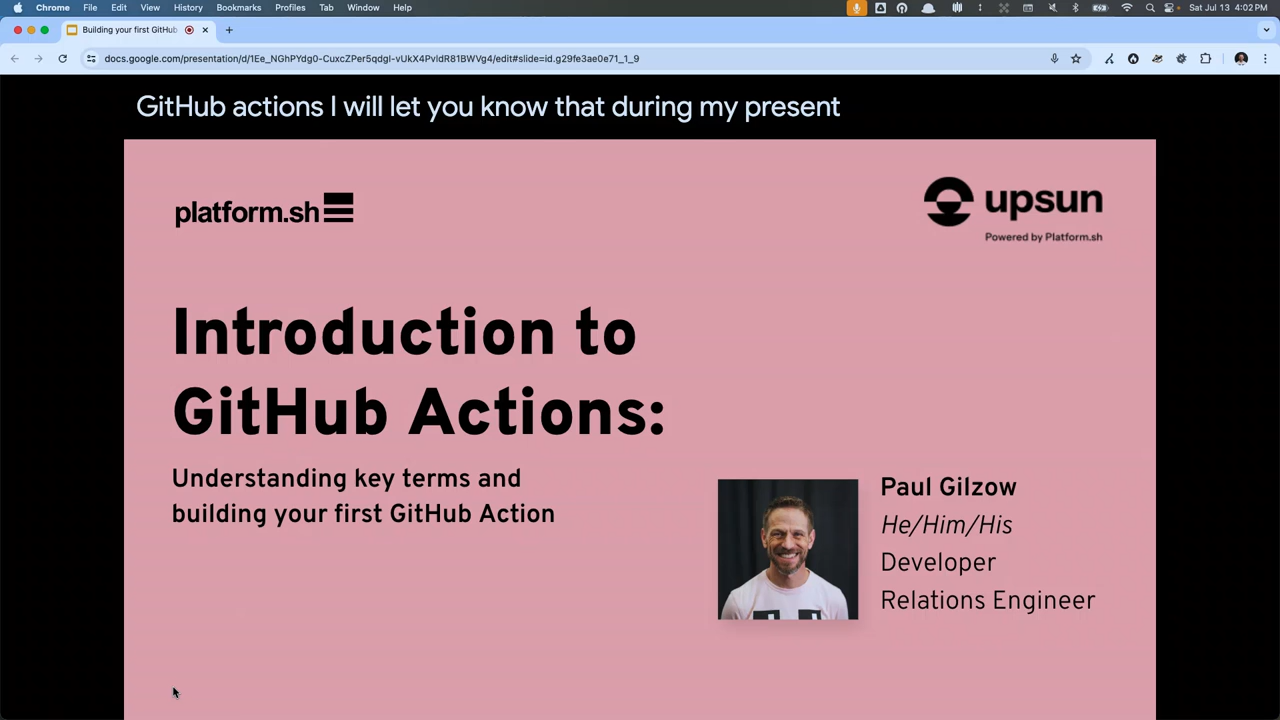 Chrome File Edit View History Bookmarks Profiles Tab Window Help
Sat Jul 13 4:02 PM
Building your first GitHub
docs.google.com/presentation/d/1Ee_NGhPYdg0-CuxcZPer5qdgI-vUkX4PvldR81BWVg4/edit#slide=id.g29fe3ae0e71_1_9
GitHub actions I will let you know that during my present
platform.sh
upsun
Powered by Platform.sh
Introduction to
GitHub Actions:
Understanding key terms and
building your first GitHub Action
Paul Gilzow
He/Him/His
Developer
Relations Engineer